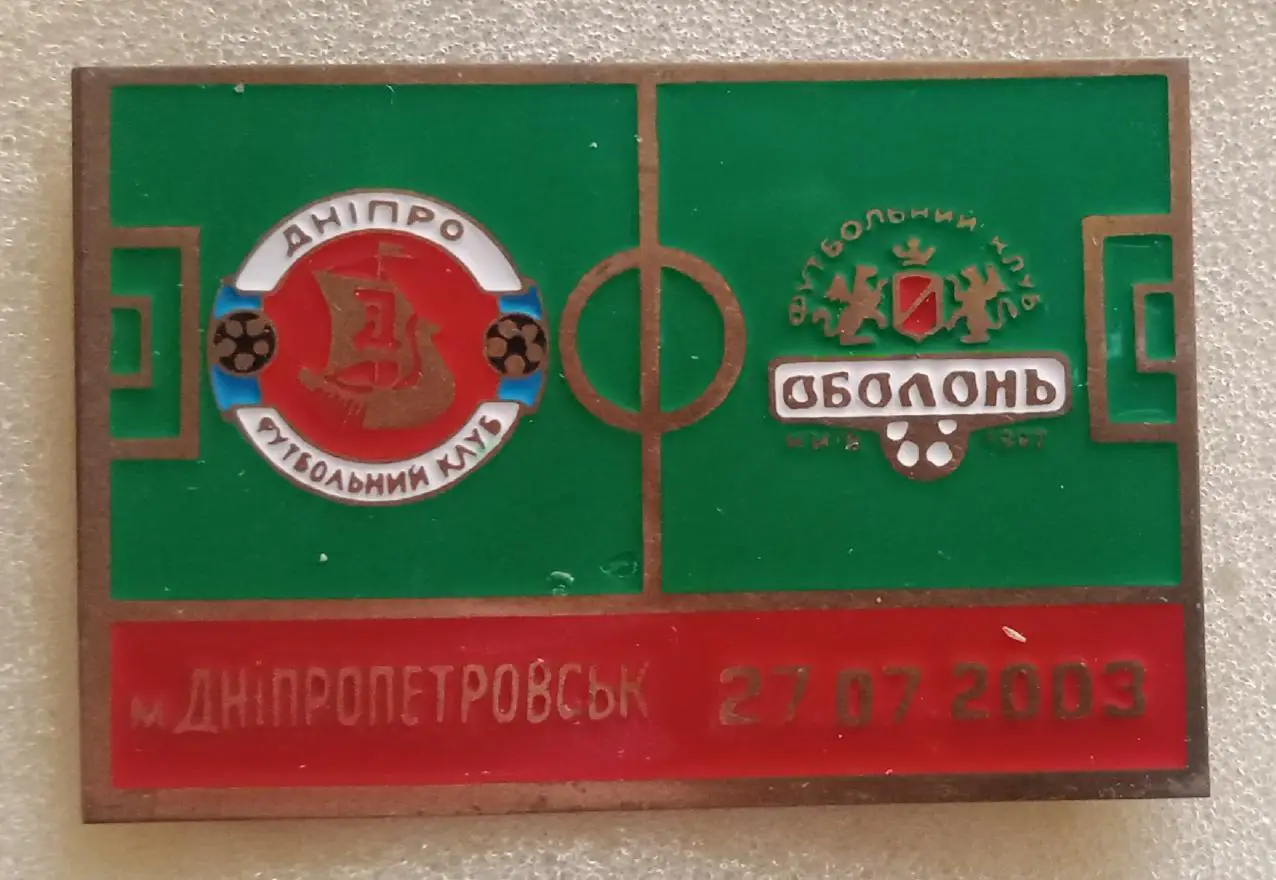 ДНІПРО
ФУТБОЛЬНИЙ КЛУБ
ФУТБОЛЬНИЙ КЛУБ
ОБОЛОНЬ
м. ДНІПРОПЕТРОВСЬК 27.07.2003